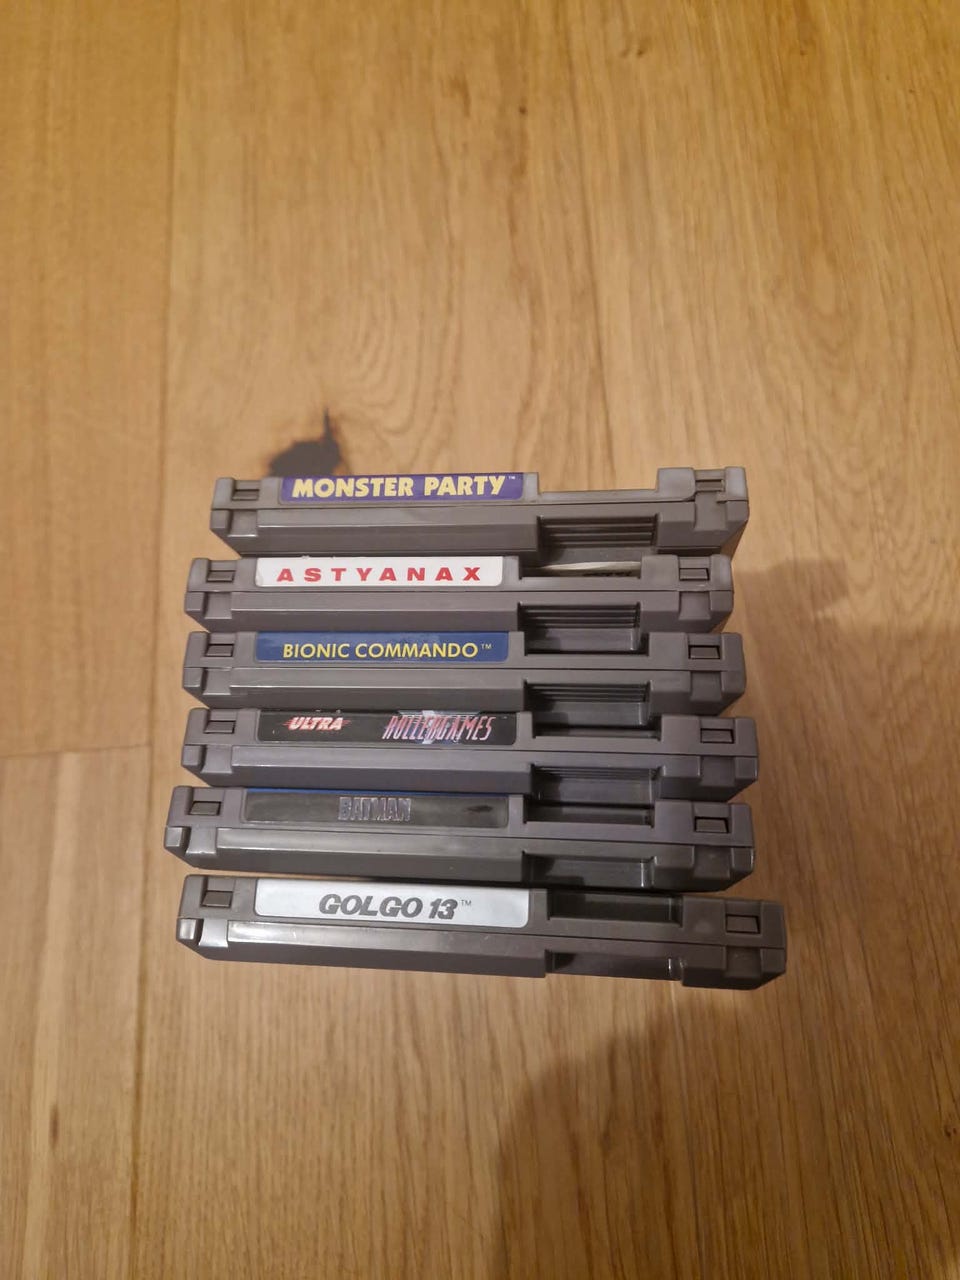 MONSTER PARTY™
ASTYANAX
BIONIC COMMANDO™
ULTRA ROLLERGAMES
BATMAN
GOLGO 13™